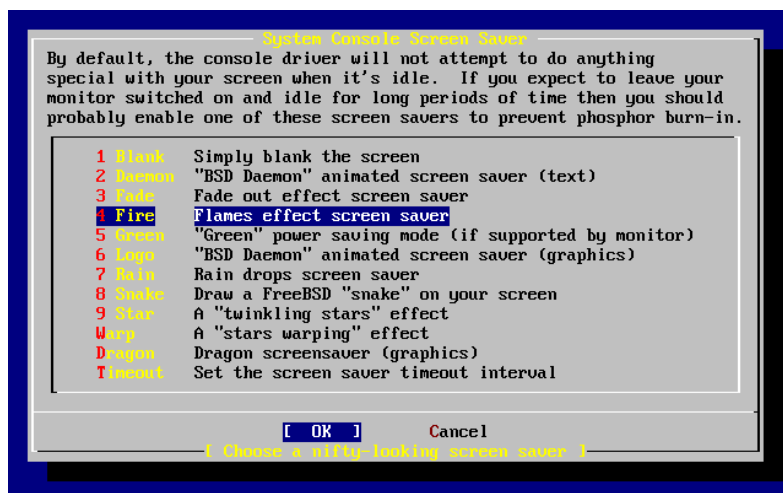 System Console Screen Saver
By default, the console driver will not attempt to do anything
special with your screen when it's idle.  If you expect to leave your
monitor switched on and idle for long periods of time then you should
probably enable one of these screen savers to prevent phosphor burn-in.
1 Blank Simply blank the screen
2 Daemon "BSD Daemon" animated screen saver (text)
3 Fade Fade out effect screen saver
4 Fire Flames effect screen saver
5 Green "Green" power saving mode (if supported by monitor)
6 Logo "BSD Daemon" animated screen saver (graphics)
7 Rain Rain drops screen saver
8 Snake Draw a FreeBSD "snake" on your screen
9 Star A "twinkling stars" effect
Warp A "stars warping" effect
Dragon Dragon screensaver (graphics)
Timeout Set the screen saver timeout interval
[ OK ] Cancel
[ Choose a nifty-looking screen saver ]